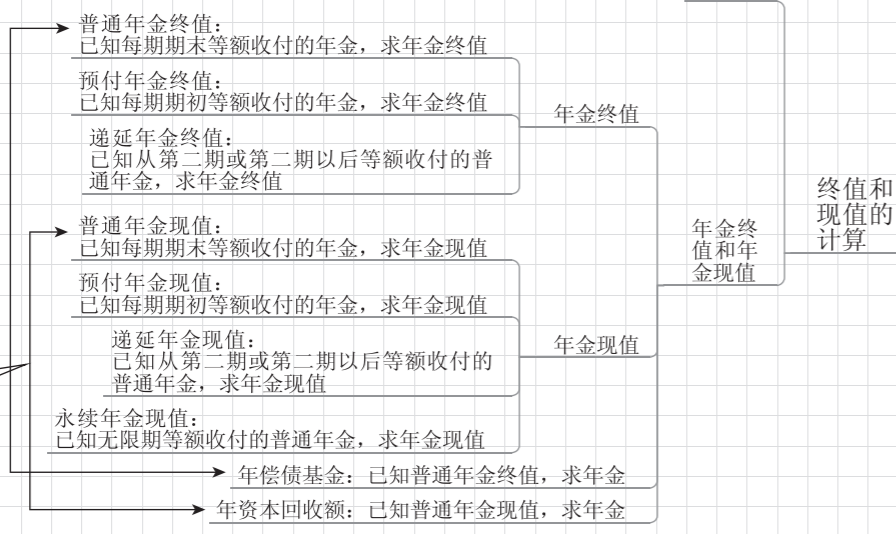 普通年金终值：
已知每期期末等额收付的年金，求年金终值
预付年金终值：
已知每期期初等额收付的年金，求年金终值
递延年金终值：
已知从第二期或第二期以后等额收付的普
通年金，求年金终值
年金终值
普通年金现值：
已知每期期末等额收付的年金，求年金现值
预付年金现值：
已知每期期初等额收付的年金，求年金现值
递延年金现值：
已知从第二期或第二期以后等额收付的
普通年金，求年金现值
永续年金现值：
已知无限期等额收付的普通年金，求年金现值
年金现值
年偿债基金：已知普通年金终值，求年金
年资本回收额：已知普通年金现值，求年金
年金终
值和年
金现值
终值和
现值的
计算